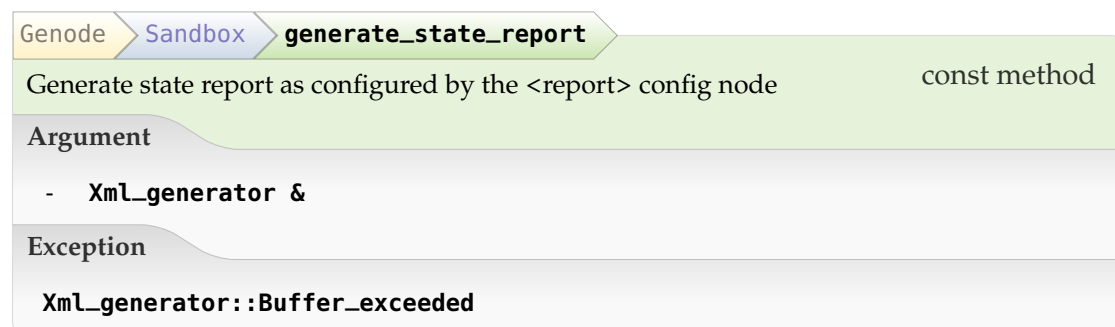 Genode Sandbox generate_state_report
Generate state report as configured by the <report> config node const method
Argument
- Xml_generator &
Exception
Xml_generator::Buffer_exceeded